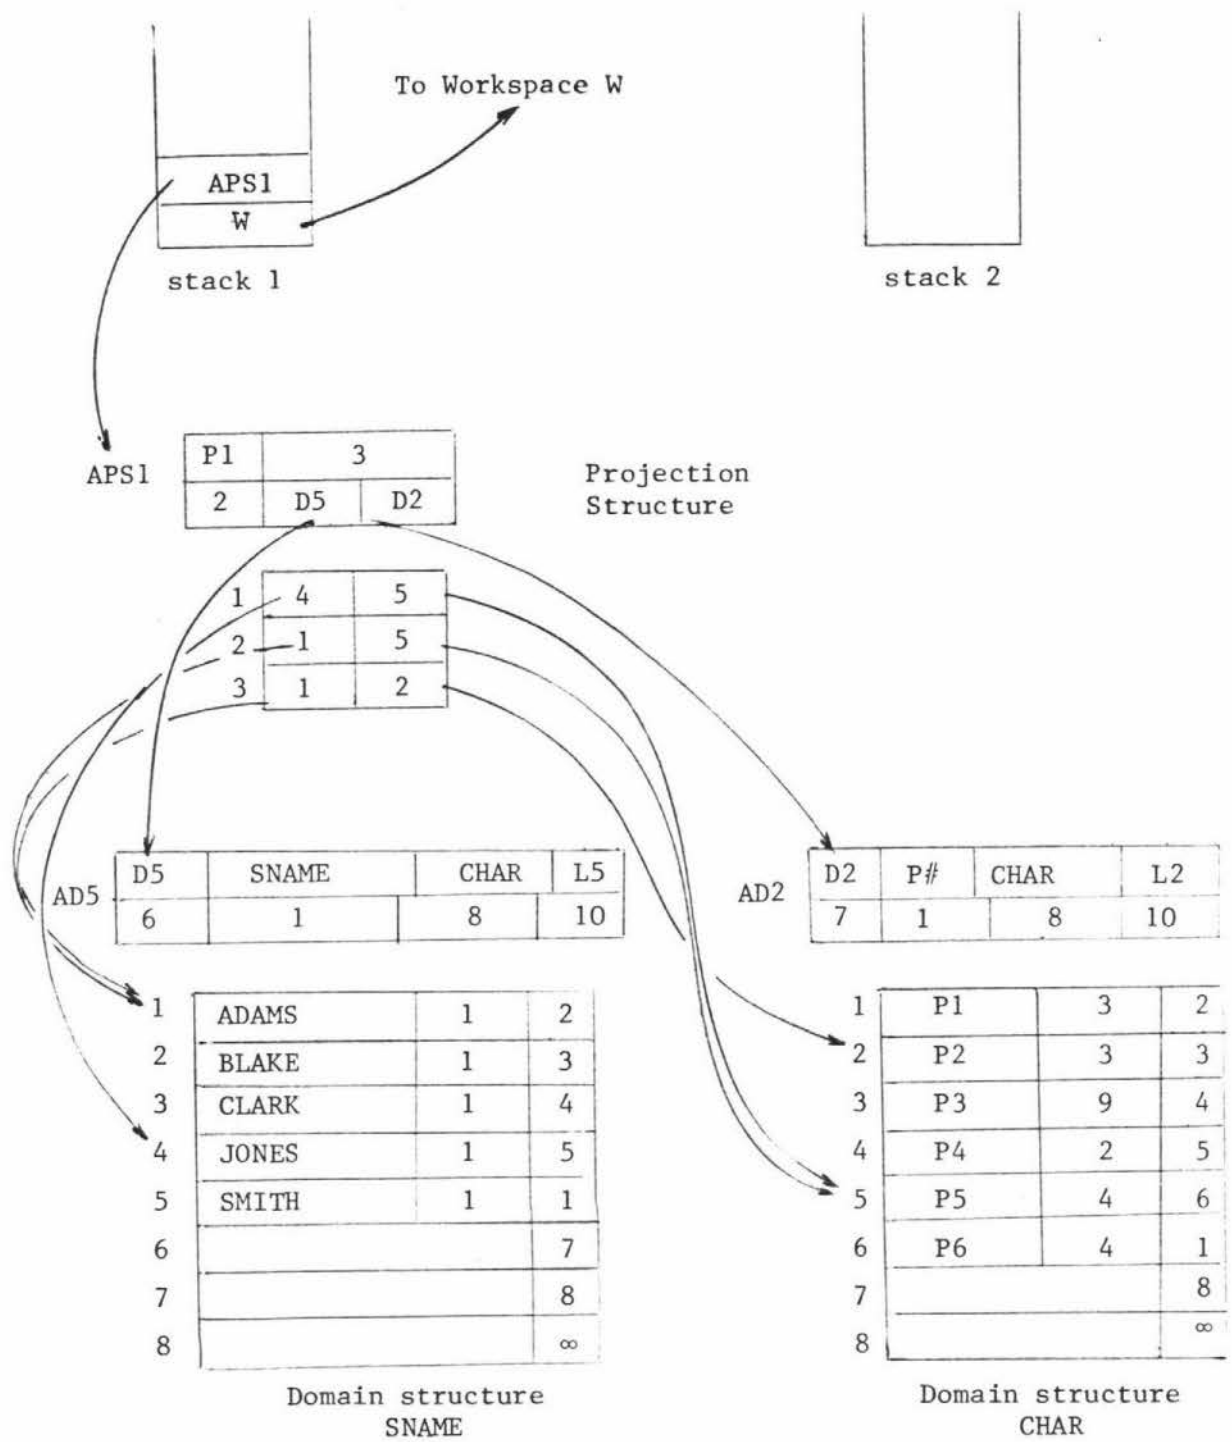 To Workspace W
APS1
W
stack 1
stack 2
APS1
P1 3
2 D5 D2
Projection
Structure
1 4 5
2 1 5
3 1 2
AD5
D5 SNAME CHAR L5
6 1 8 10
AD2
D2 P# CHAR L2
7 1 8 10
1 ADAMS 1 2
2 BLAKE 1 3
3 CLARK 1 4
4 JONES 1 5
5 SMITH 1 1
6 7
7 8
8 ∞
1 P1 3 2
2 P2 3 3
3 P3 9 4
4 P4 2 5
5 P5 4 6
6 P6 4 1
7 8
8 ∞
Domain structure
SNAME
Domain structure
CHAR